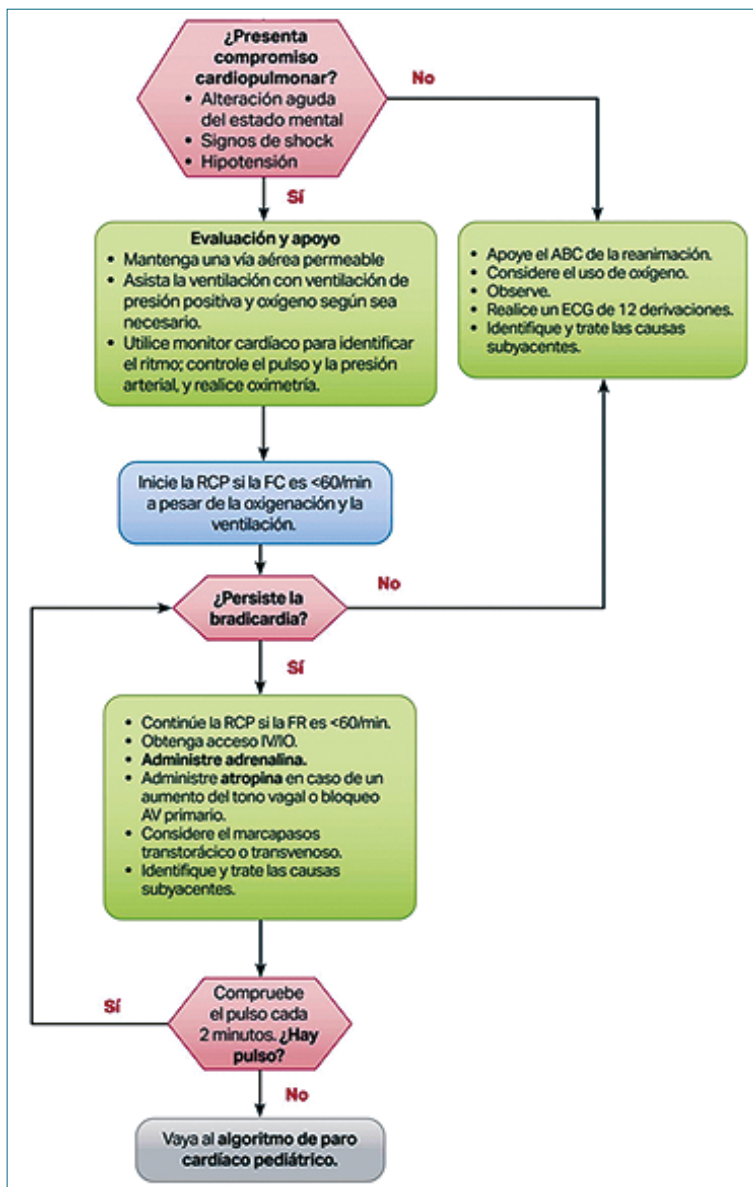 ¿Presenta
compromiso
cardiopulmonar?
• Alteración aguda
del estado mental
• Signos de shock
• Hipotensión
No
Sí
Evaluación y apoyo
• Mantenga una vía aérea permeable
• Asista la ventilación con ventilación de
presión positiva y oxígeno según sea
necesario.
• Utilice monitor cardíaco para identificar
el ritmo; controle el pulso y la presión
arterial, y realice oximetría.
• Apoye el ABC de la reanimación.
• Considere el uso de oxígeno.
• Observe.
• Realice un ECG de 12 derivaciones.
• Identifique y trate las causas
subyacentes.
Inicie la RCP si la FC es <60/min
a pesar de la oxigenación y la
ventilación.
¿Persiste la
bradicardia?
No
Sí
• Continúe la RCP si la FR es <60/min.
• Obtenga acceso IV/IO.
• Administre adrenalina.
• Administre atropina en caso de un
aumento del tono vagal o bloqueo
AV primario.
• Considere el marcapasos
transtorácico o transvenoso.
• Identifique y trate las causas
subyacentes.
Sí
Compruebe
el pulso cada
2 minutos. ¿Hay
pulso?
No
Vaya al algoritmo de paro
cardíaco pediátrico.